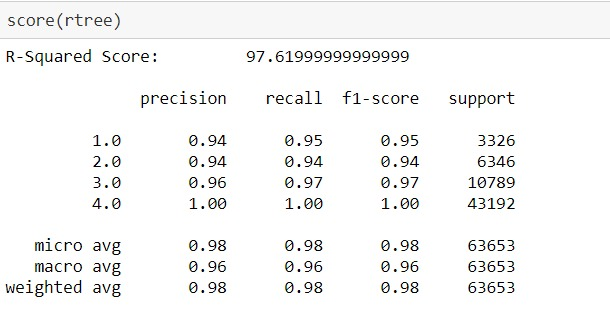 score(rtree)
R-Squared Score: 97.61999999999999
precision recall f1-score support
1.0 0.94 0.95 0.95 3326
2.0 0.94 0.94 0.94 6346
3.0 0.96 0.97 0.97 10789
4.0 1.00 1.00 1.00 43192
micro avg 0.98 0.98 0.98 63653
macro avg 0.96 0.96 0.96 63653
weighted avg 0.98 0.98 0.98 63653